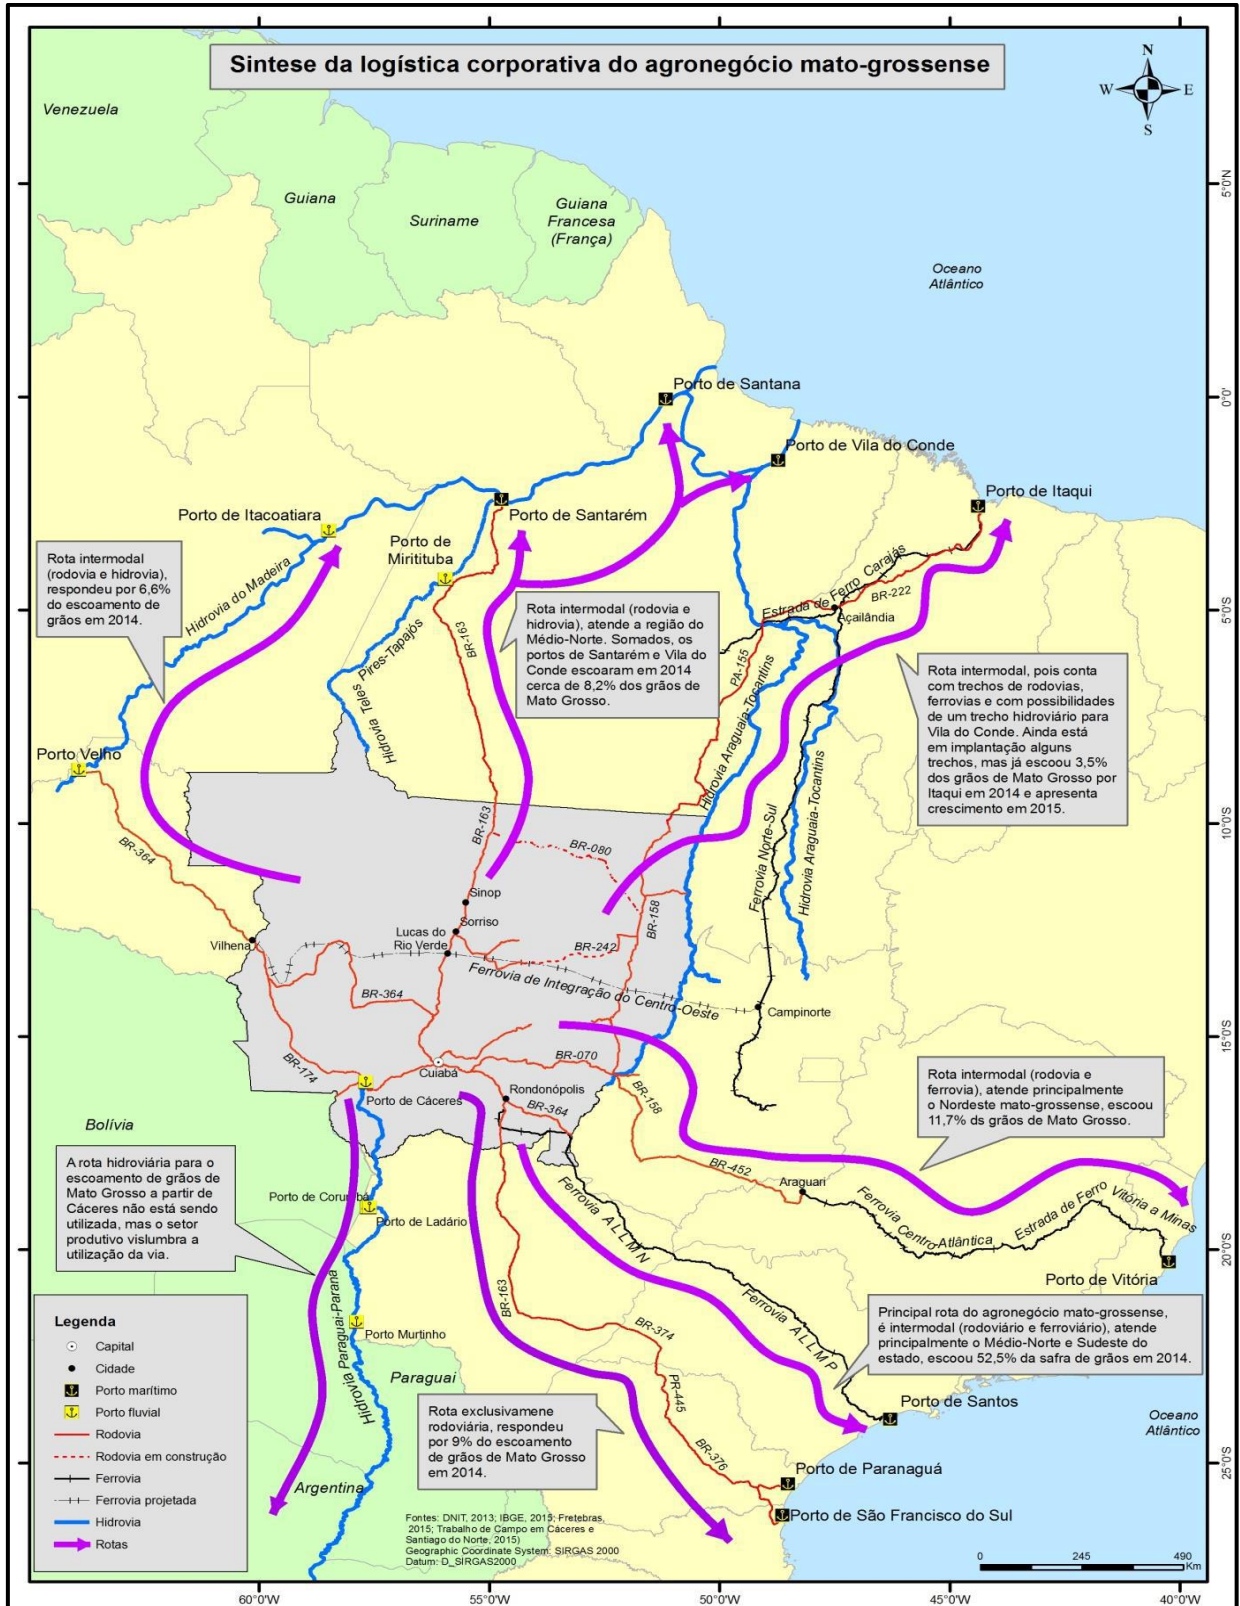 Sintese da logística corporativa do agronegócio mato-grossense
N
W
E
S
Venezuela
Guiana
Suriname
Guiana
Francesa
(França)
Oceano
Atlântico
5°0'N
0°0'
5°0'S
10°0'S
15°0'S
20°0'S
25°0'S
Porto de Santana
Porto de Vila do Conde
Porto de Itaqui
Porto de Itacoatiara
Porto de Santarém
Porto de
Miritituba
Rota intermodal
(rodovia e hidrovia),
respondeu por 6,6%
do escoamento de
grãos em 2014.
Hidrovia do Madeira
Hidrovia Teles Pires-Tapajós
BR-163
Rota intermodal (rodovia e
hidrovia), atende a região do
Médio-Norte. Somados, os
portos de Santarém e Vila do
Conde escoaram em 2014
cerca de 8,2% dos grãos de
Mato Grosso.
Estrada de Ferro Carajás
BR-222
Açailândia
PA-155
Hidrovia Araguaia-Tocantins
Rota intermodal, pois conta
com trechos de rodovias,
ferrovias e com possibilidades
de um trecho hidroviário para
Vila do Conde. Ainda está
em implantação alguns
trechos, mas já escoou 3,5%
dos grãos de Mato Grosso por
Itaqui em 2014 e apresenta
crescimento em 2015.
Porto Velho
BR-364
BR-163
BR-080
Ferrovia Norte-Sul
Hidrovia Araguaia-Tocantins
Sinop
Sorriso
Lucas do
Rio Verde
Vilhena
BR-158
BR-242
Ferrovia de Integração do Centro-Oeste
Campinorte
BR-364
BR-174
BR-070
Cuiabá
Rondonópolis
Porto de Cáceres
BR-364
BR-158
Rota intermodal (rodovia e
ferrovia), atende principalmente
o Nordeste mato-grossense, escoou
11,7% ds grãos de Mato Grosso.
Bolívia
A rota hidroviária para o
escoamento de grãos de
Mato Grosso a partir de
Cáceres não está sendo
utilizada, mas o setor
produtivo vislumbra a
utilização da via.
Porto de Corumbá
Porto de Ladário
BR-452
Araguari
Ferrovia Centro Atlântica
Estrada de Ferro Vitória a Minas
Porto de Vitória
Ferrovia ALLMN
Ferrovia ALLMP
Hidrovia Paraguai-Parana
Porto Murtinho
BR-163
BR-374
PR-445
BR-376
Principal rota do agronegócio mato-grossense,
é intermodal (rodoviário e ferroviário), atende
principalmente o Médio-Norte e Sudeste do
estado, escoou 52,5% da safra de grãos em 2014.
Paraguai
Rota exclusivamene
rodoviária, respondeu
por 9% do escoamento
de grãos de Mato Grosso
em 2014.
Porto de Santos
Oceano
Atlântico
Porto de Paranaguá
Porto de São Francisco do Sul
Argentina
Legenda
Capital
Cidade
Porto marítimo
Porto fluvial
Rodovia
Rodovia em construção
Ferrovia
Ferrovia projetada
Hidrovia
Rotas
Fontes: DNIT, 2013; IBGE, 2015; Fretebras,
2015; Trabalho de Campo em Cáceres e
Santiago do Norte, 2015)
Geographic Coordinate System: SIRGAS 2000
Datum: D_SIRGAS2000
0 245 490
Km
60°0'W 55°0'W 50°0'W 45°0'W 40°0'W